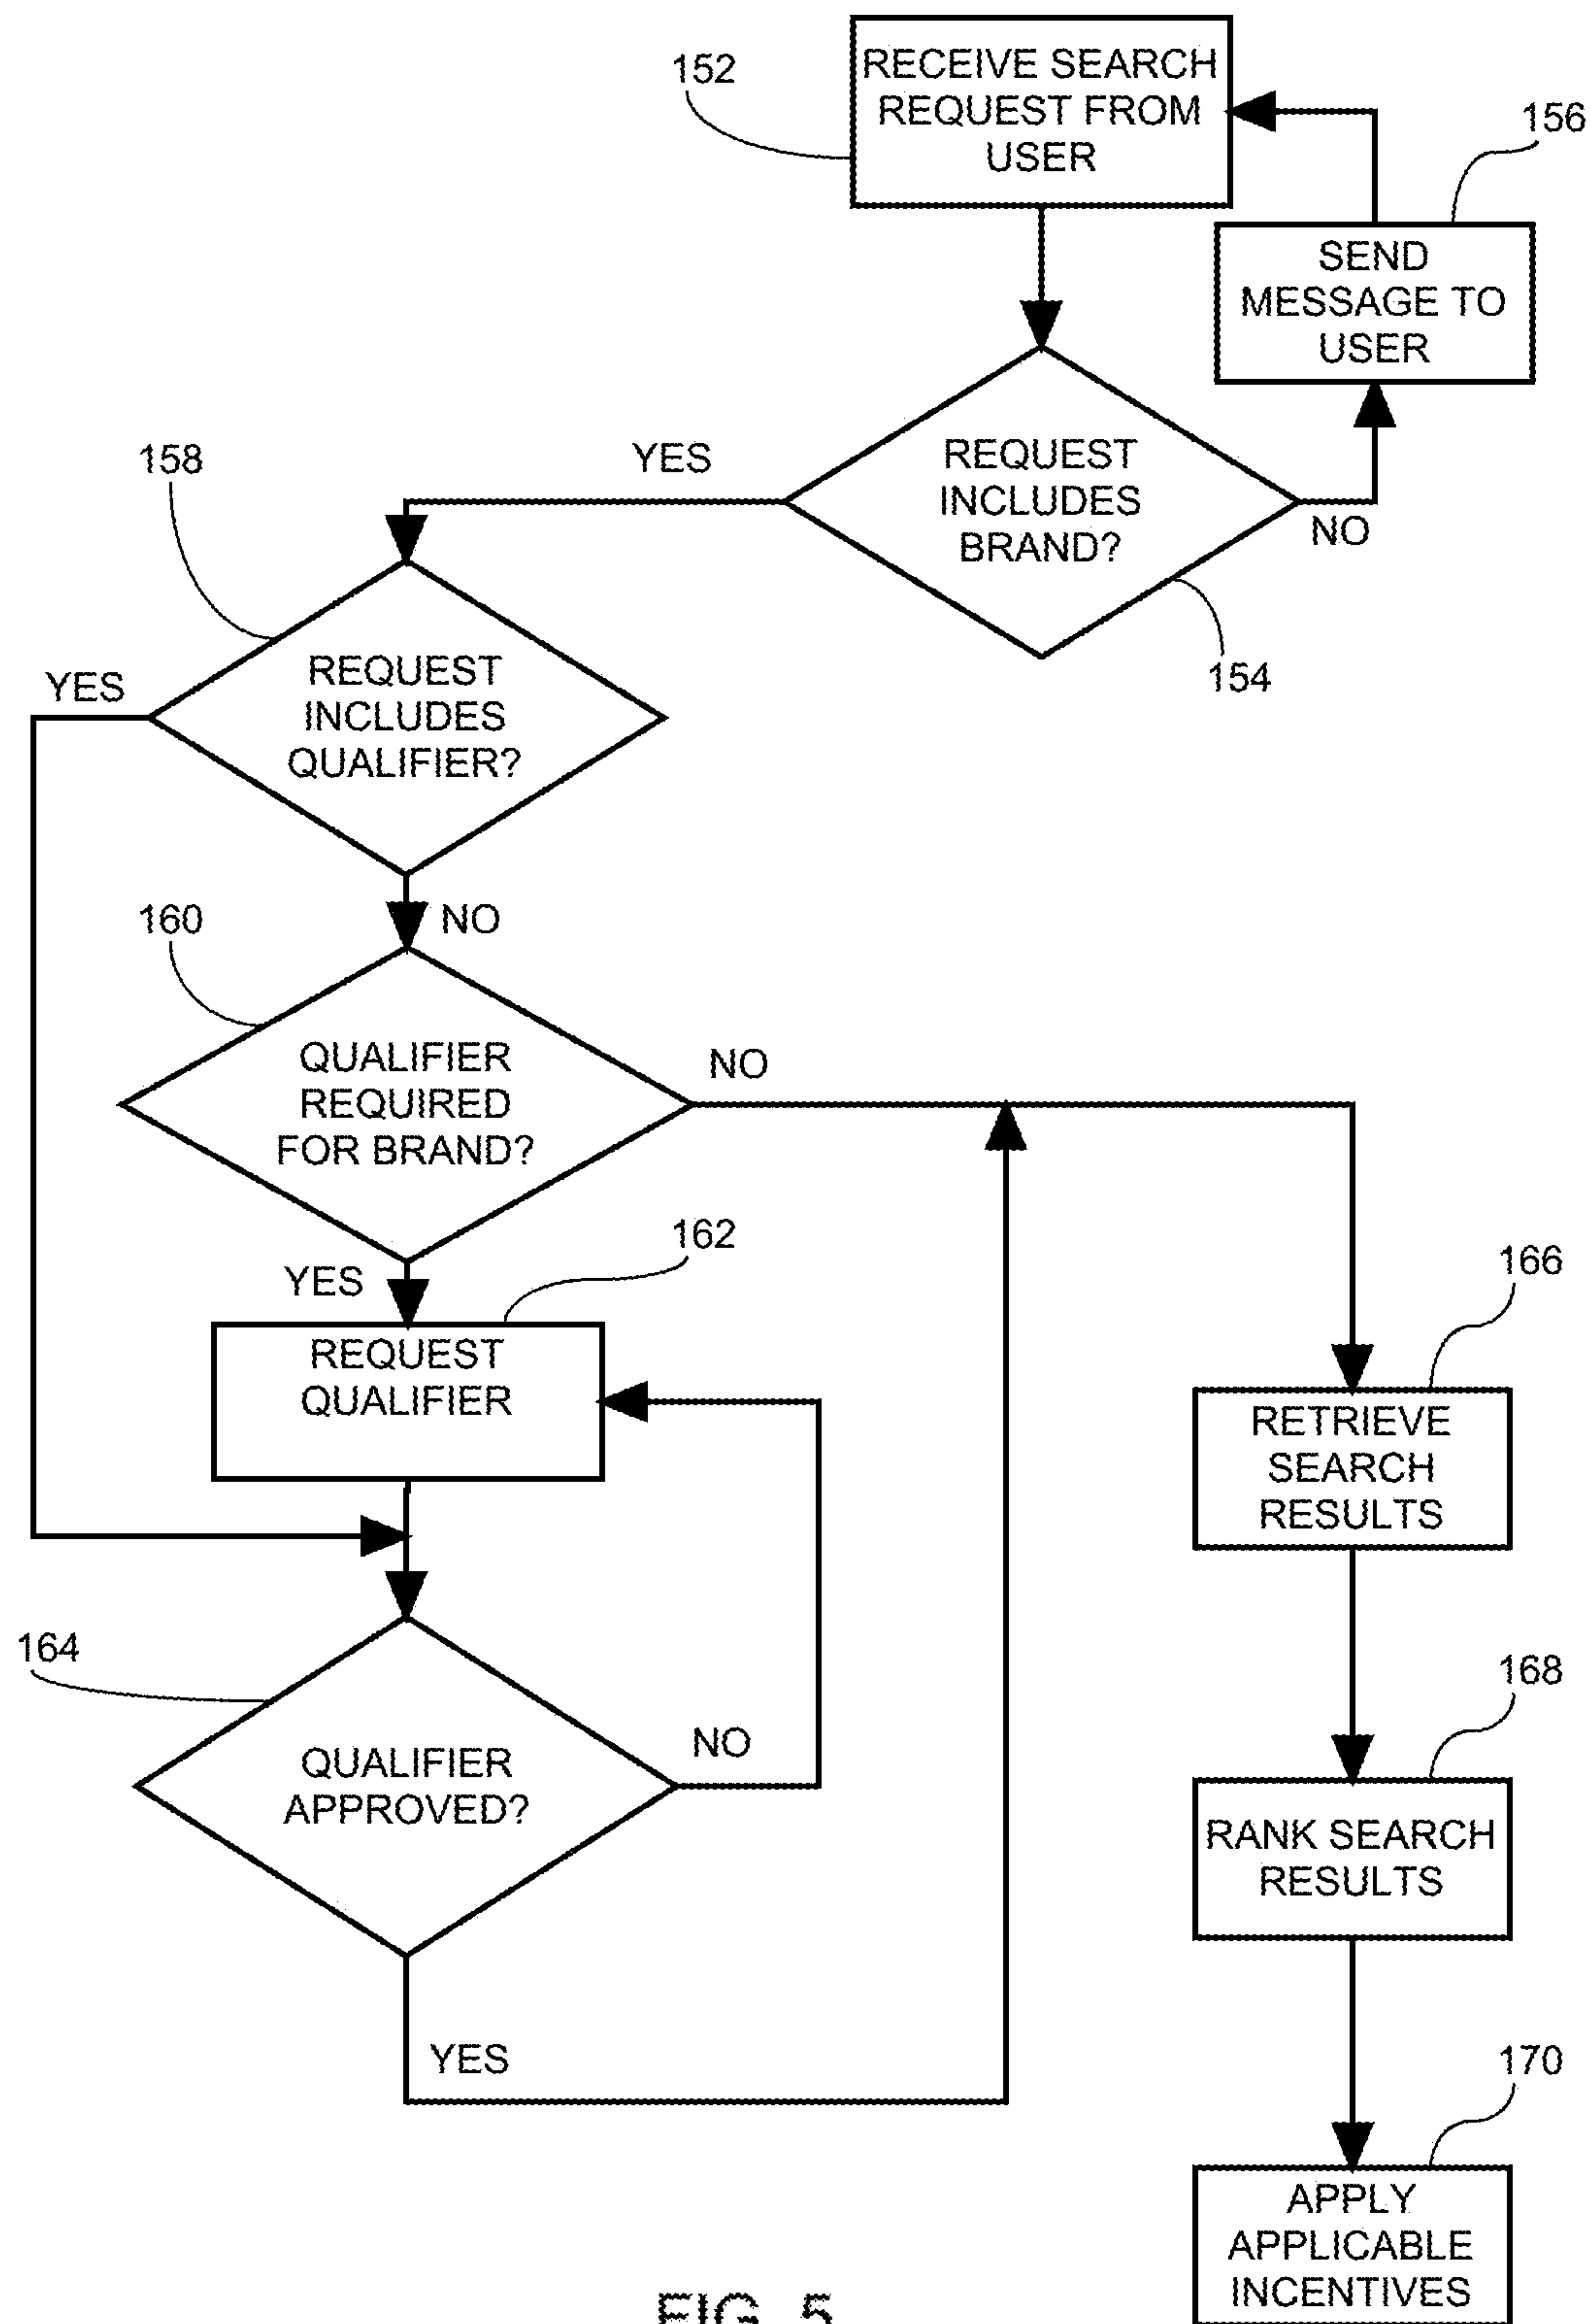 152
RECEIVE SEARCH
REQUEST FROM
USER
156
SEND
MESSAGE TO
USER
YES
REQUEST
INCLUDES
BRAND?
NO
154
158
YES
REQUEST
INCLUDES
QUALIFIER?
NO
160
QUALIFIER
REQUIRED
FOR BRAND?
NO
YES
162
REQUEST
QUALIFIER
166
RETRIEVE
SEARCH
RESULTS
164
QUALIFIER
APPROVED?
NO
168
RANK SEARCH
RESULTS
YES
170
APPLY
APPLICABLE
INCENTIVES
FIG. 5